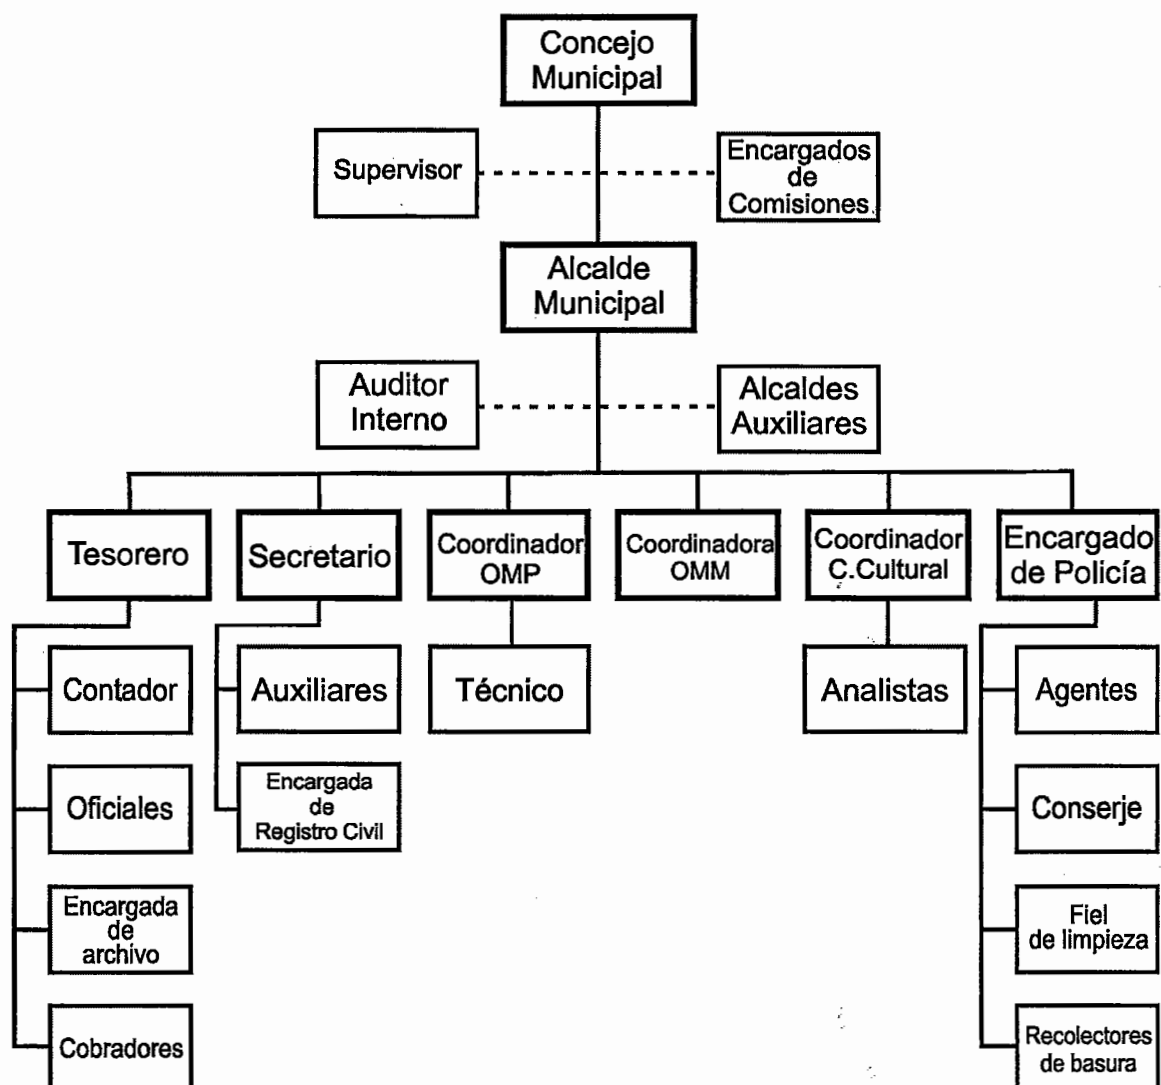 Concejo
Municipal
Supervisor
Encargados
de
Comisiones
Alcalde
Municipal
Auditor
Interno
Alcaldes
Auxiliares
Tesorero
Secretario
Coordinador
OMP
Coordinadora
OMM
Coordinador
C.Cultural
Encargado
de Policía
Contador
Auxiliares
Técnico
Analistas
Agentes
Oficiales
Encargada
de
Registro Civil
Conserje
Encargada
de
archivo
Fiel
de limpieza
Cobradores
Recolectores
de basura